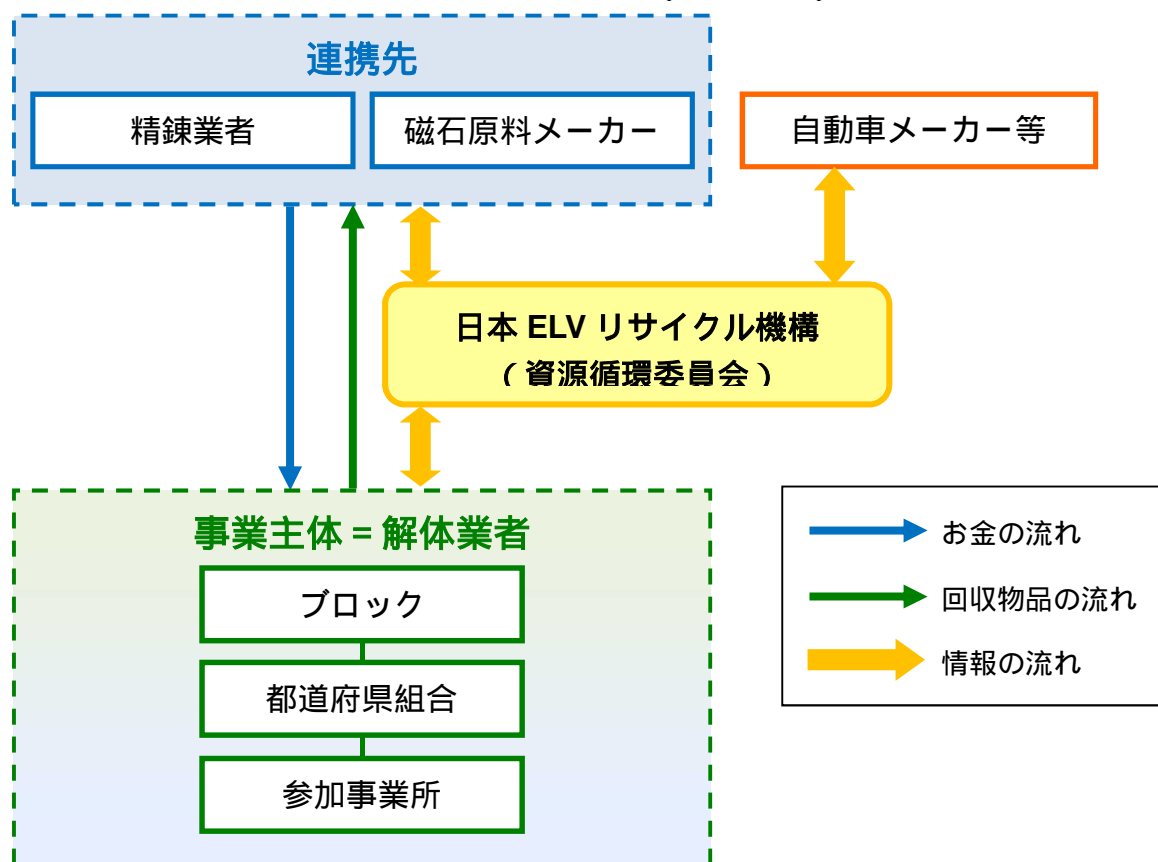 連携先
精錬業者
磁石原料メーカー
自動車メーカー等
日本 ELV リサイクル機構
(資源循環委員会)
事業主体 = 解体業者
ブロック
都道府県組合
参加事業所
お金の流れ
回収物品の流れ
情報の流れ